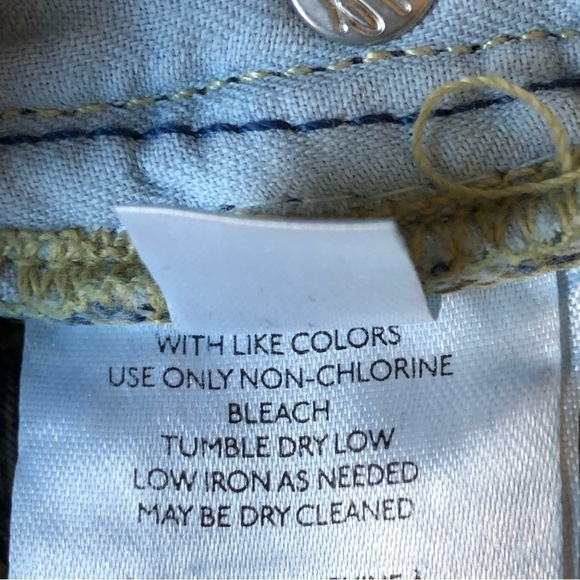 WITH LIKE COLORS
USE ONLY NON-CHLORINE
BLEACH
TUMBLE DRY LOW
LOW IRON AS NEEDED
MAY BE DRY CLEANED